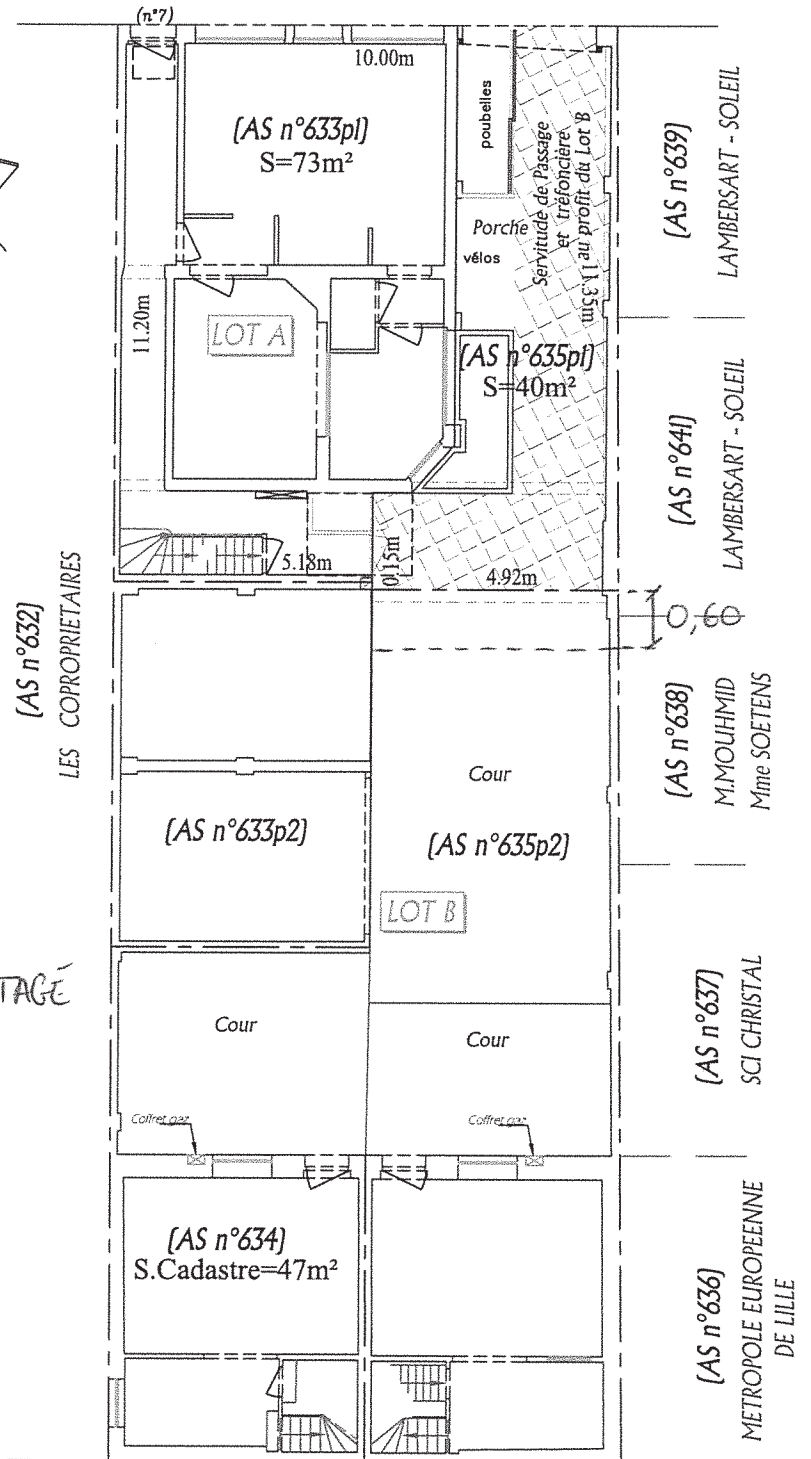 (n°7)
10.00m
(AS n°633p1)
S=73m²
poubelles
Servitude de Passage
et tréfoncière
au profit du Lot B
11.35m
Porche
vélos
(AS n°639)
LAMBERSART - SOLEIL
11.20m
LOT A
(AS n°635p1)
S=40m²
(AS n°641)
LAMBERSART - SOLEIL
5.18m
0.15m
4.92m
0,60
(AS n°632)
LES COPROPRIETAIRES
(AS n°638)
M.MOUHMID
Mme SOETENS
Cour
(AS n°633p2)
(AS n°635p2)
LOT B
TAGÉ
Cour
Cour
(AS n°637)
SCI CHRISTAL
Coffret gaz
Coffret gaz
(AS n°634)
S.Cadastre=47m²
(AS n°636)
METROPOLE EUROPEENNE
DE LILLE